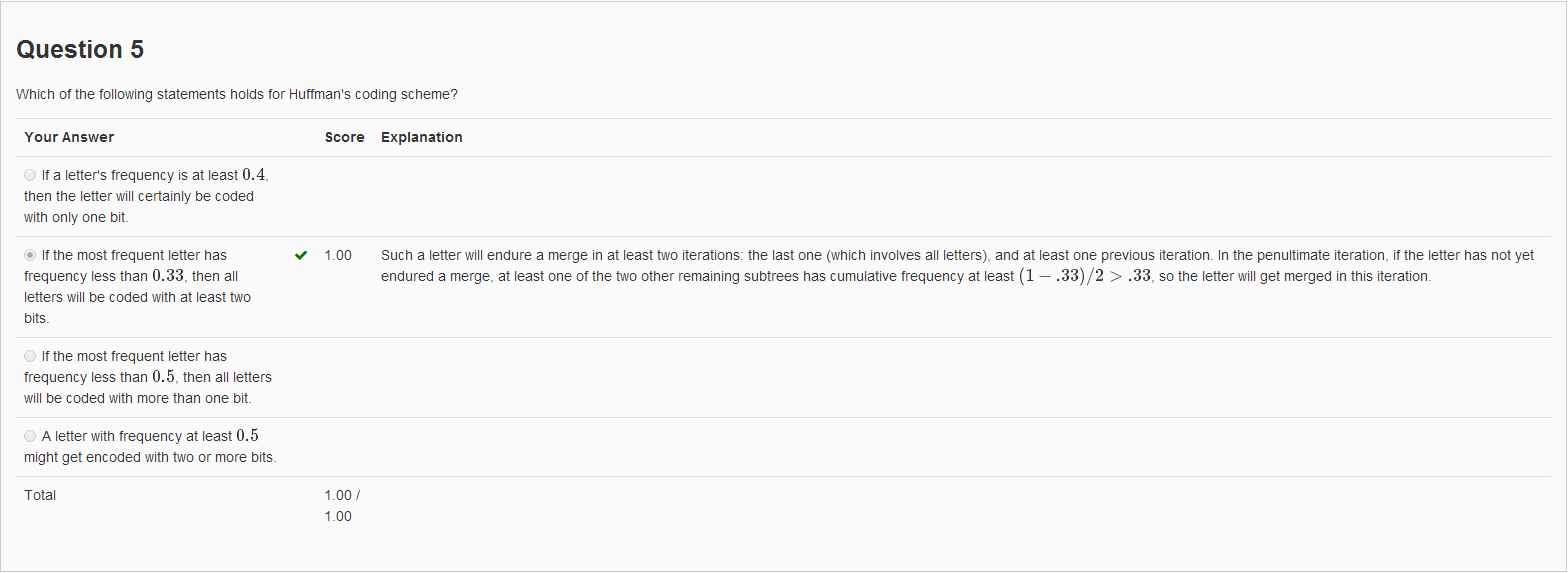 Question 5
Which of the following statements holds for Huffman's coding scheme?
Your Answer Score Explanation
If a letter's frequency is at least 0.4,
then the letter will certainly be coded
with only one bit.
If the most frequent letter has
frequency less than 0.33, then all
letters will be coded with at least two
bits.
1.00
Such a letter will endure a merge in at least two iterations: the last one (which involves all letters), and at least one previous iteration. In the penultimate iteration, if the letter has not yet
endured a merge, at least one of the two other remaining subtrees has cumulative frequency at least (1 − .33)/2 > .33, so the letter will get merged in this iteration.
If the most frequent letter has
frequency less than 0.5, then all letters
will be coded with more than one bit.
A letter with frequency at least 0.5
might get encoded with two or more bits.
Total 1.00 /
1.00